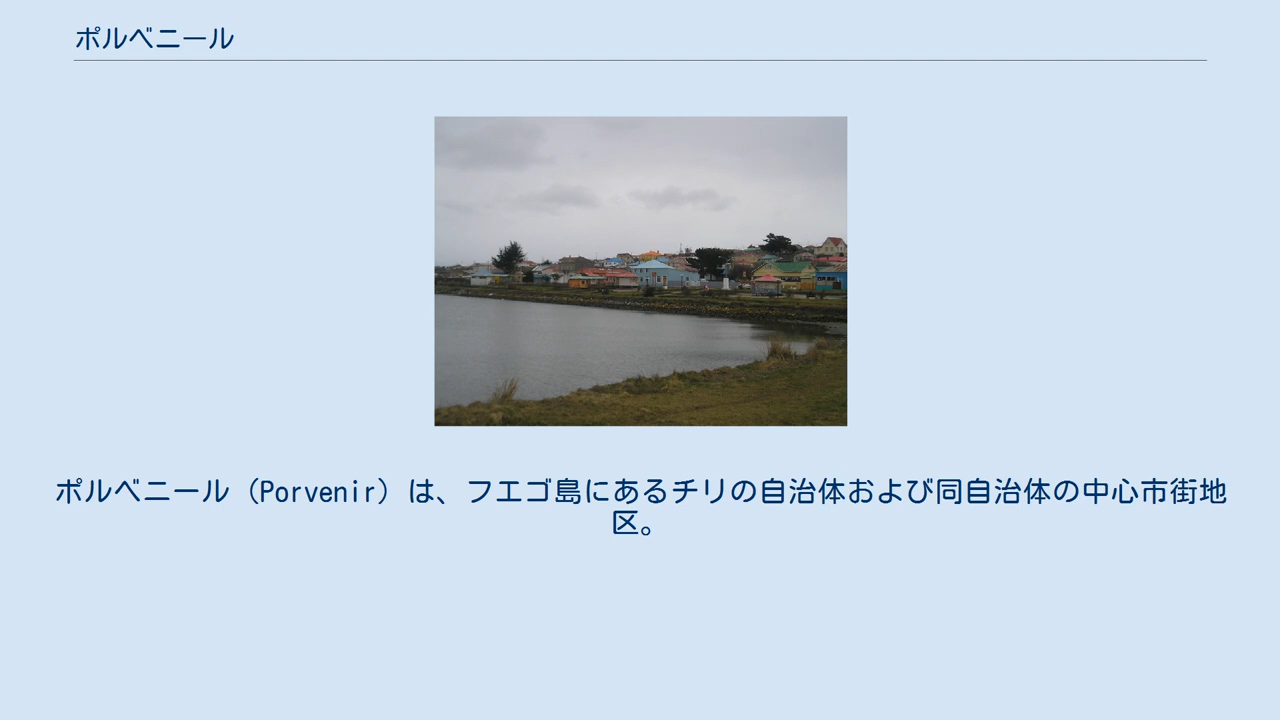 ポルベニール
ポルベニール（Porvenir）は、フエゴ島にあるチリの自治体および同自治体の中心市街地
区。